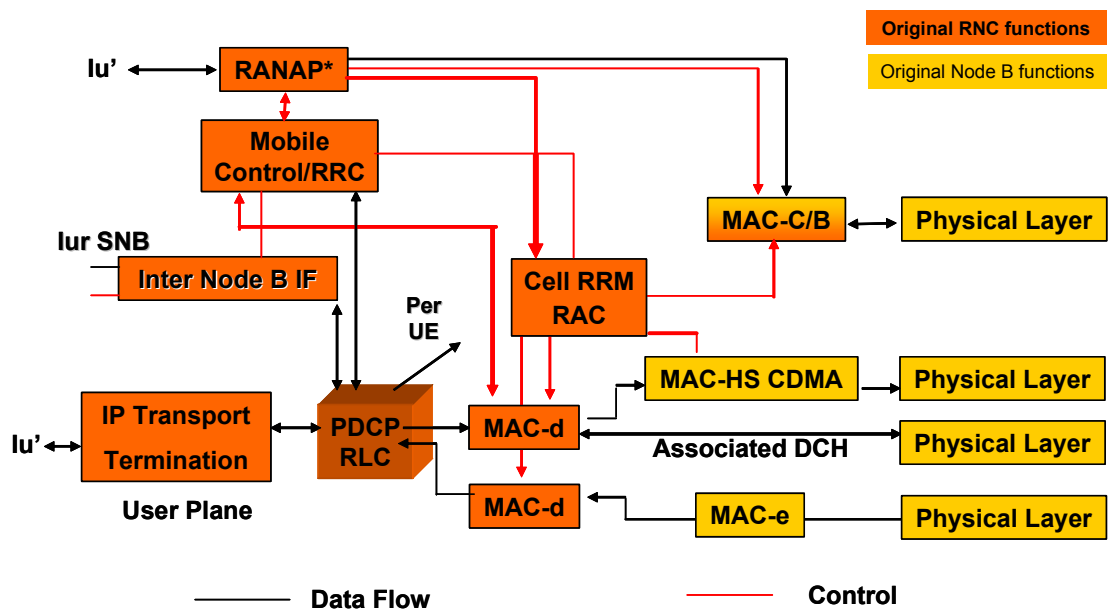 Original RNC functions
Original Node B functions
Iu’
RANAP*
Mobile
Control/RRC
MAC-C/B
Physical Layer
Iur SNB
Inter Node B IF
Cell RRM
RAC
Per
UE
MAC-HS CDMA
Physical Layer
IP Transport
Termination
Iu’
PDCP
RLC
MAC-d
Associated DCH
Physical Layer
User Plane
MAC-d
MAC-e
Physical Layer
Data Flow
Control